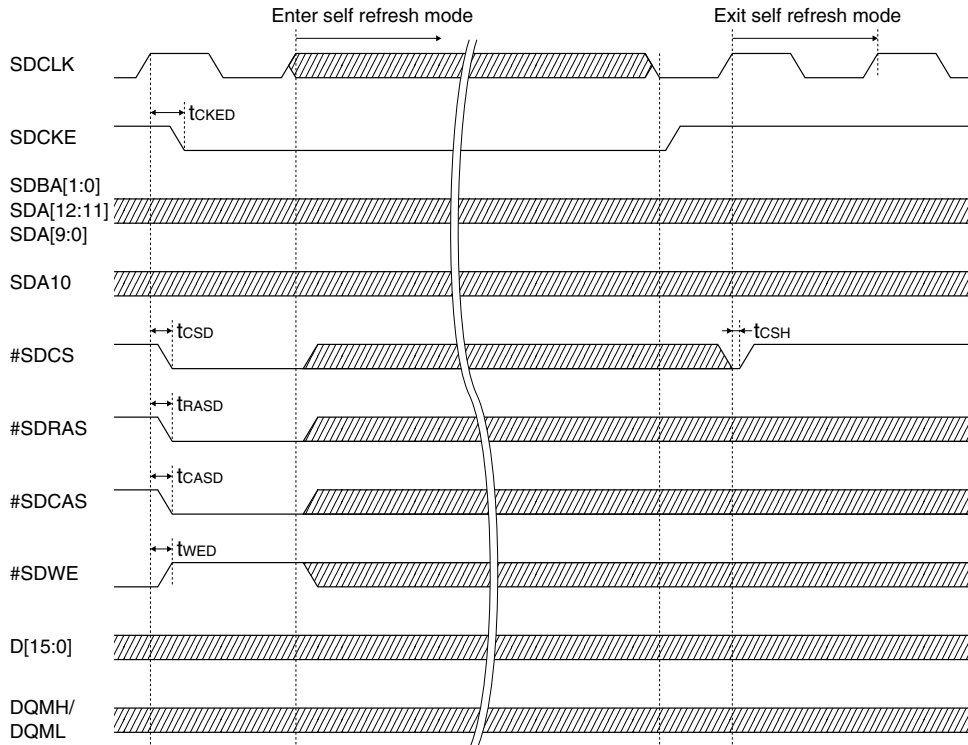 Enter self refresh mode
Exit self refresh mode
SDCLK
tCKED
SDCKE
SDBA[1:0]
SDA[12:11]
SDA[9:0]
SDA10
tCSD
tCSH
#SDCS
tRASD
#SDRAS
tCASD
#SDCAS
tWED
#SDWE
D[15:0]
DQMH/
DQML